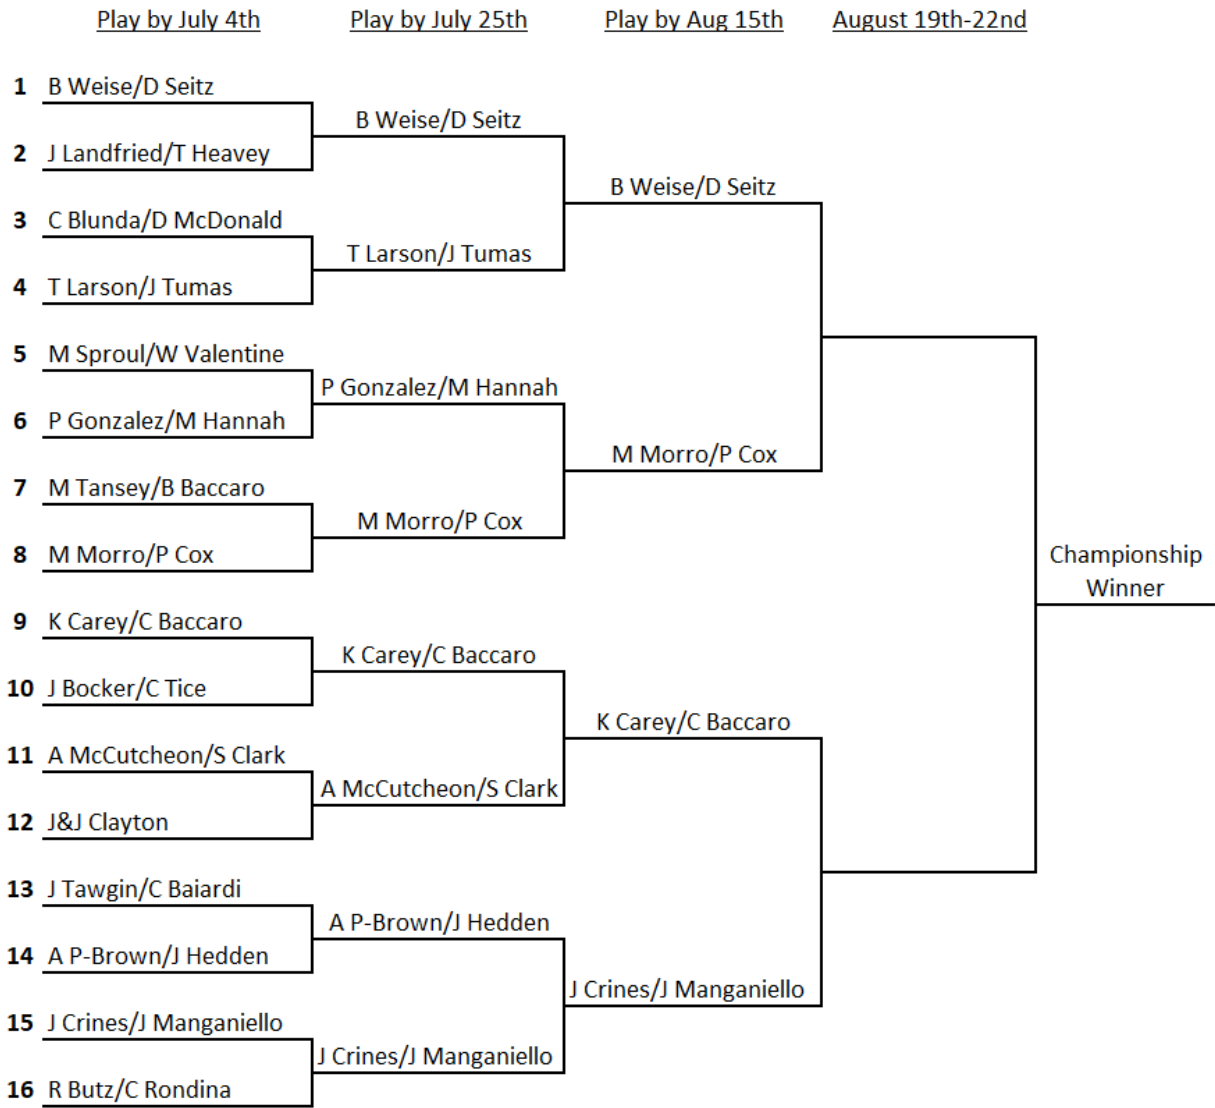 Play by July 4th Play by July 25th Play by Aug 15th August 19th-22nd
1 B Weise/D Seitz
B Weise/D Seitz
2 J Landfried/T Heavey
B Weise/D Seitz
3 C Blunda/D McDonald
T Larson/J Tumas
4 T Larson/J Tumas
5 M Sproul/W Valentine
P Gonzalez/M Hannah
6 P Gonzalez/M Hannah
M Morro/P Cox
7 M Tansey/B Baccaro
M Morro/P Cox
8 M Morro/P Cox
Championship
Winner
9 K Carey/C Baccaro
K Carey/C Baccaro
10 J Bocker/C Tice
K Carey/C Baccaro
11 A McCutcheon/S Clark
A McCutcheon/S Clark
12 J&J Clayton
13 J Tawgin/C Baiardi
A P-Brown/J Hedden
14 A P-Brown/J Hedden
J Crines/J Manganiello
15 J Crines/J Manganiello
J Crines/J Manganiello
16 R Butz/C Rondina